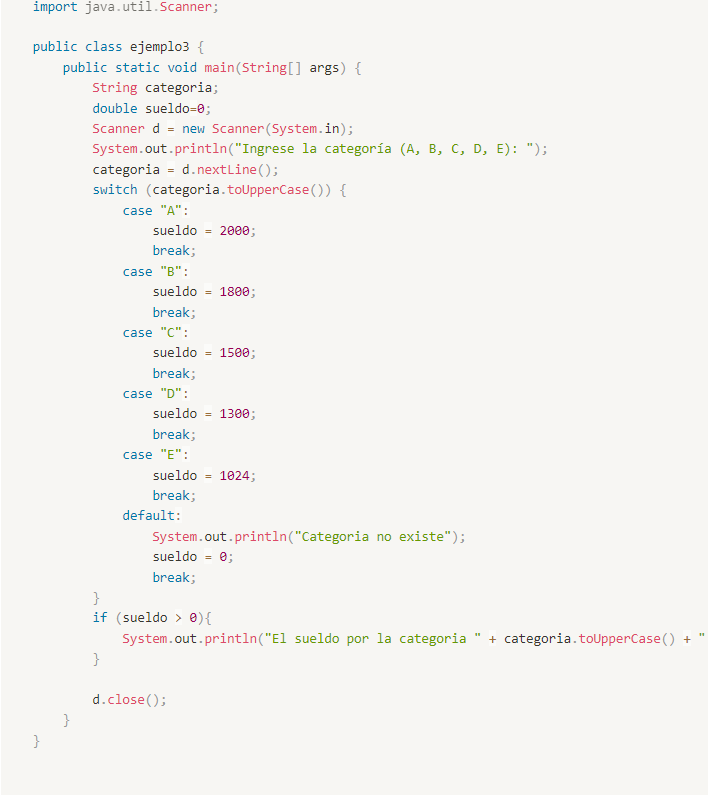 import java.util.Scanner;
public class ejemplo3 {
public static void main(String[] args) {
String categoria;
double sueldo=0;
Scanner d = new Scanner(System.in);
System.out.println("Ingrese la categoría (A, B, C, D, E): ");
categoria = d.nextLine();
switch (categoria.toUpperCase()) {
case "A":
sueldo = 2000;
break;
case "B":
sueldo = 1800;
break;
case "C":
sueldo = 1500;
break;
case "D":
sueldo = 1300;
break;
case "E":
sueldo = 1024;
break;
default:
System.out.println("Categoria no existe");
sueldo = 0;
break;
}
if (sueldo > 0){
System.out.println("El sueldo por la categoria " + categoria.toUpperCase() + "
}
d.close();
}
}